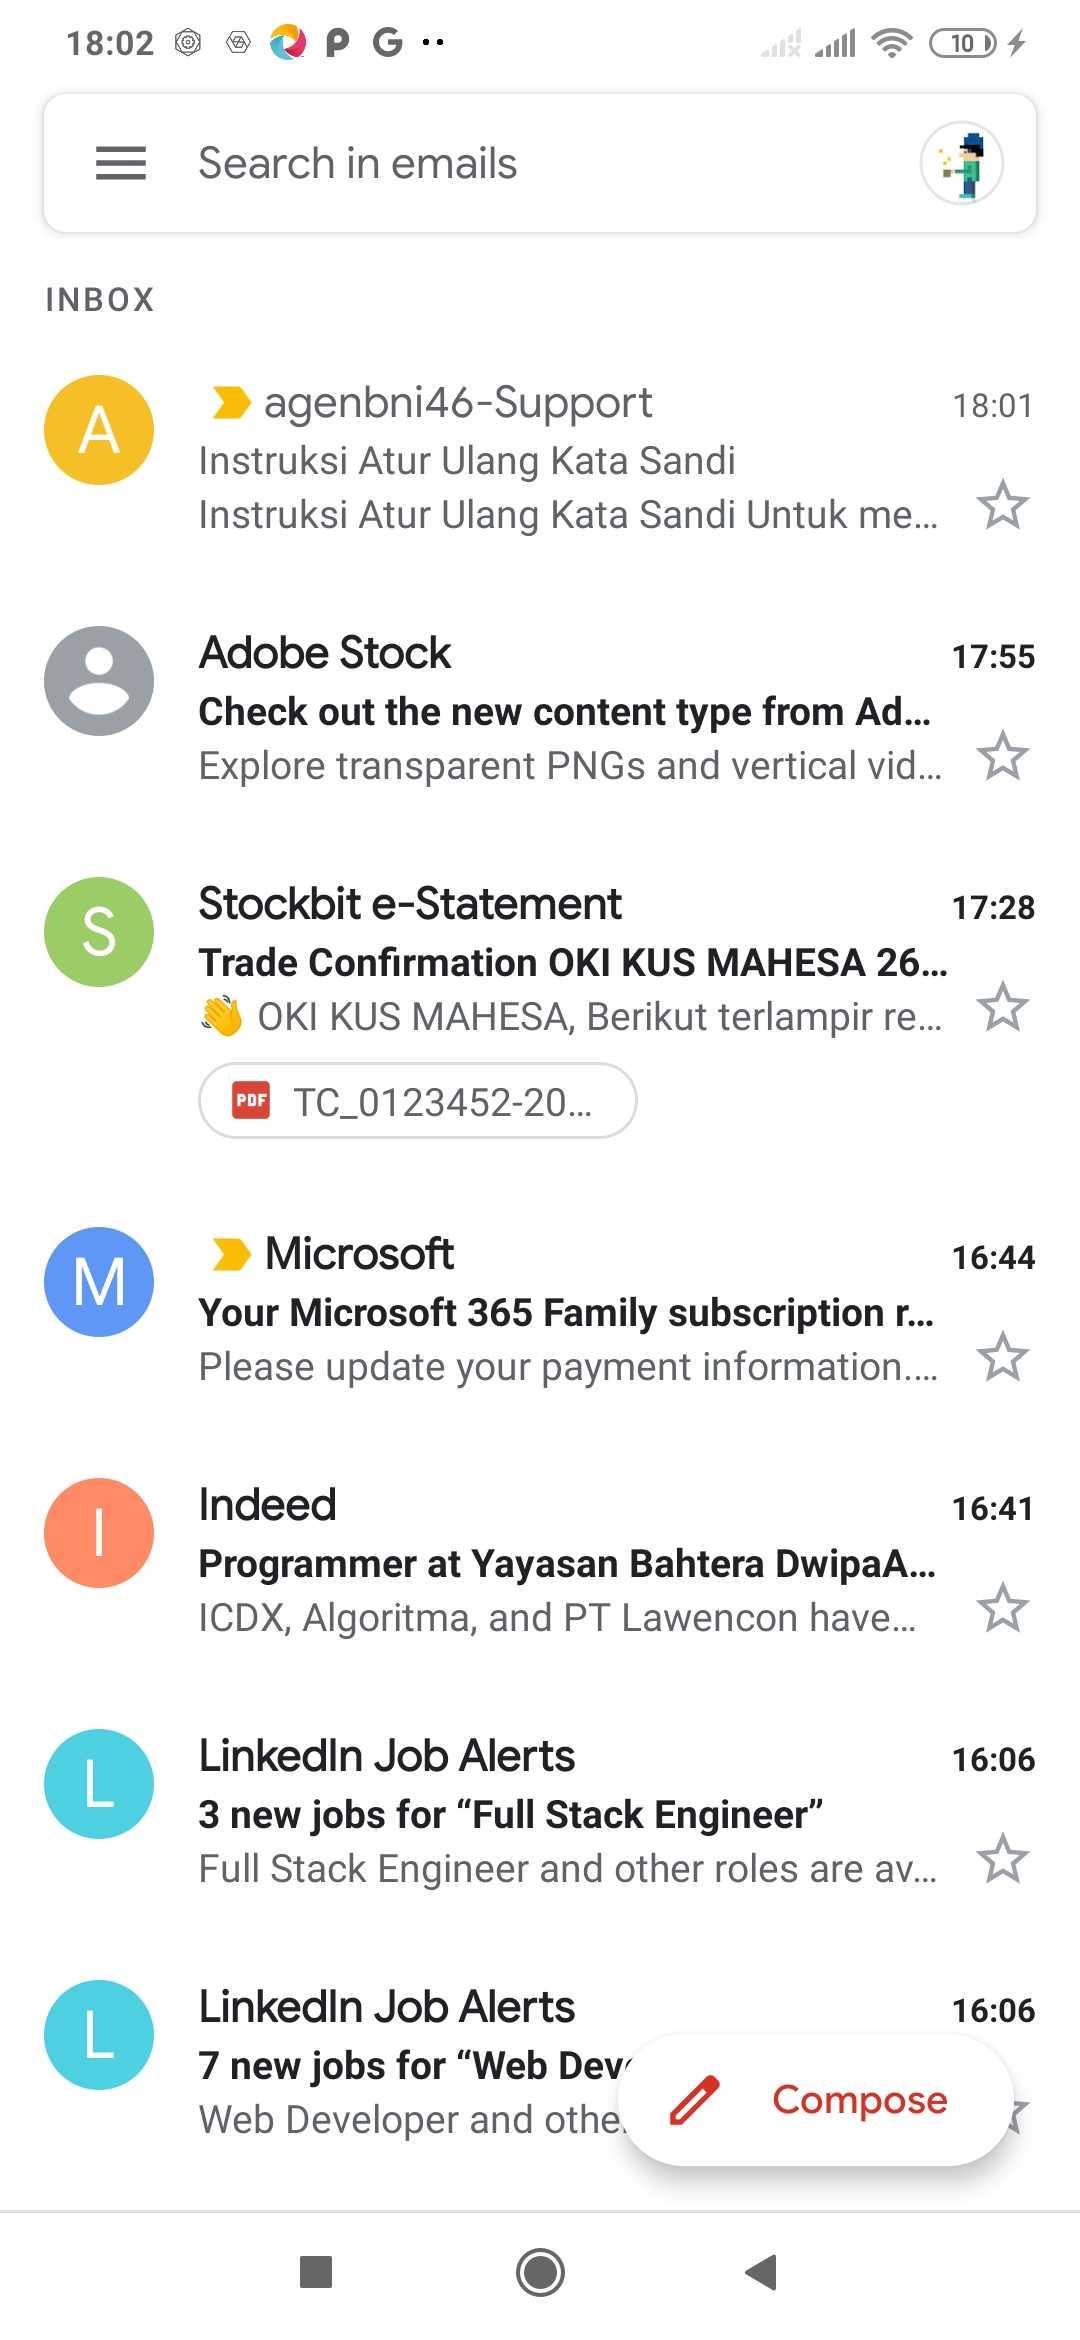 18:02
10
Search in emails
INBOX
A
agenbni46-Support
18:01
Instruksi Atur Ulang Kata Sandi
Instruksi Atur Ulang Kata Sandi Untuk me...
Adobe Stock
17:55
Check out the new content type from Ad...
Explore transparent PNGs and vertical vid...
S
Stockbit e-Statement
17:28
Trade Confirmation OKI KUS MAHESA 26...
👋 OKI KUS MAHESA, Berikut terlampir re...
PDF TC_0123452-20...
M
Microsoft
16:44
Your Microsoft 365 Family subscription r...
Please update your payment information....
I
Indeed
16:41
Programmer at Yayasan Bahtera DwipaA...
ICDX, Algoritma, and PT Lawencon have...
L
LinkedIn Job Alerts
16:06
3 new jobs for “Full Stack Engineer”
Full Stack Engineer and other roles are av...
L
LinkedIn Job Alerts
16:06
7 new jobs for “Web Dev
Web Developer and othe
Compose